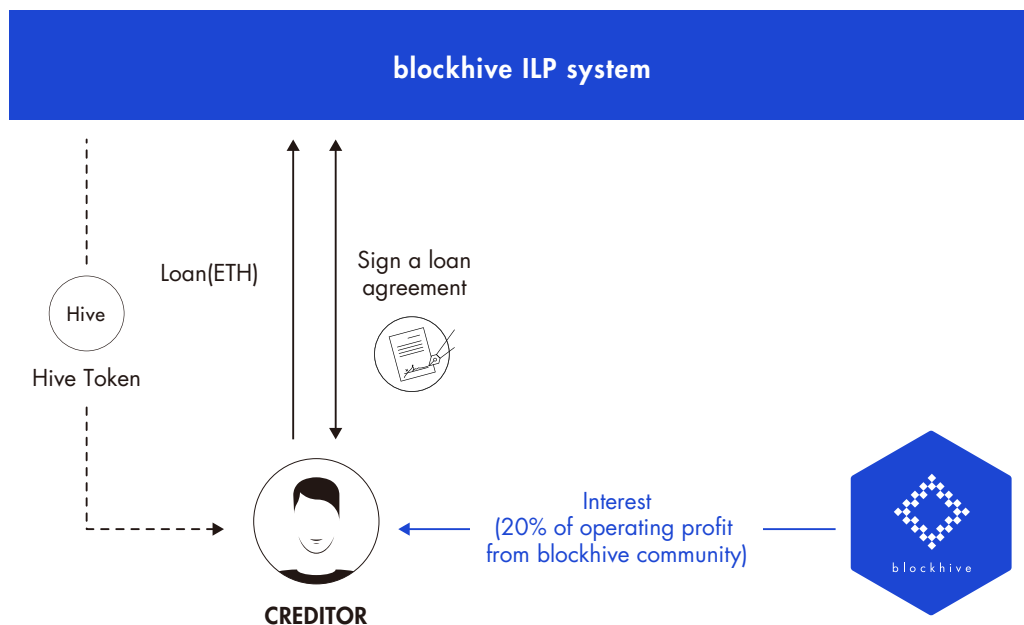 blockhive ILP system
Loan(ETH)
Sign a loan
agreement
Hive
Hive Token
Interest
(20% of operating profit
from blockhive community)
blockhive
CREDITOR